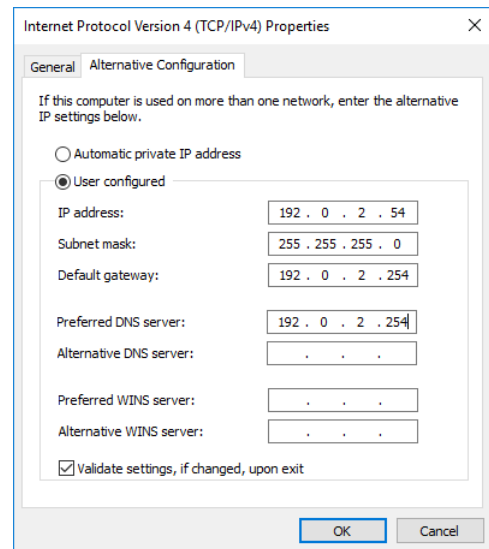 Internet Protocol Version 4 (TCP/IPv4) Properties
General
Alternative Configuration
If this computer is used on more than one network, enter the alternative
IP settings below.
Automatic private IP address
User configured
IP address: 192 . 0 . 2 . 54
Subnet mask: 255 . 255 . 255 . 0
Default gateway: 192 . 0 . 2 . 254
Preferred DNS server: 192 . 0 . 2 . 254
Alternative DNS server: . . .
Preferred WINS server: . . .
Alternative WINS server: . . .
Validate settings, if changed, upon exit
OK Cancel